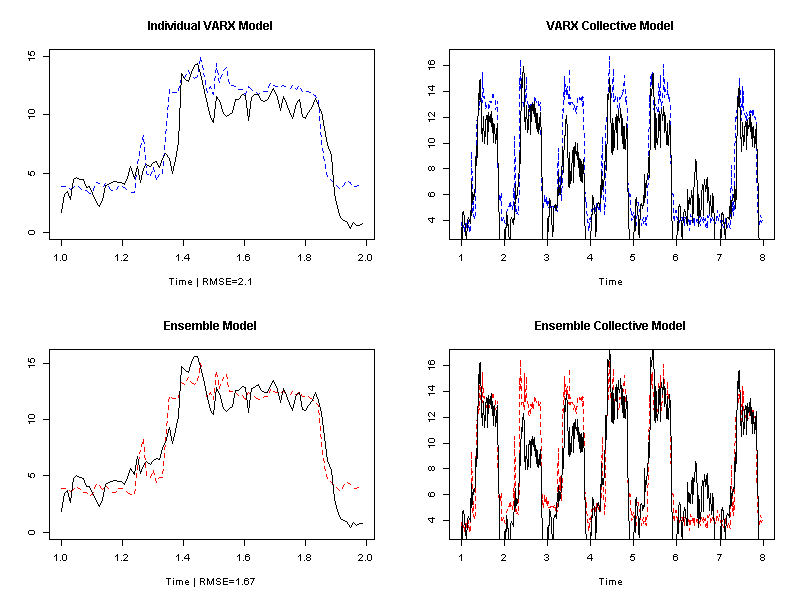 Individual VARX Model
15
10
5
0
1.0 1.2 1.4 1.6 1.8 2.0
Time | RMSE=2.1
VARX Collective Model
16
14
12
10
8
6
4
1 2 3 4 5 6 7 8
Time
Ensemble Model
15
10
5
0
1.0 1.2 1.4 1.6 1.8 2.0
Time | RMSE=1.67
Ensemble Collective Model
16
14
12
10
8
6
4
1 2 3 4 5 6 7 8
Time